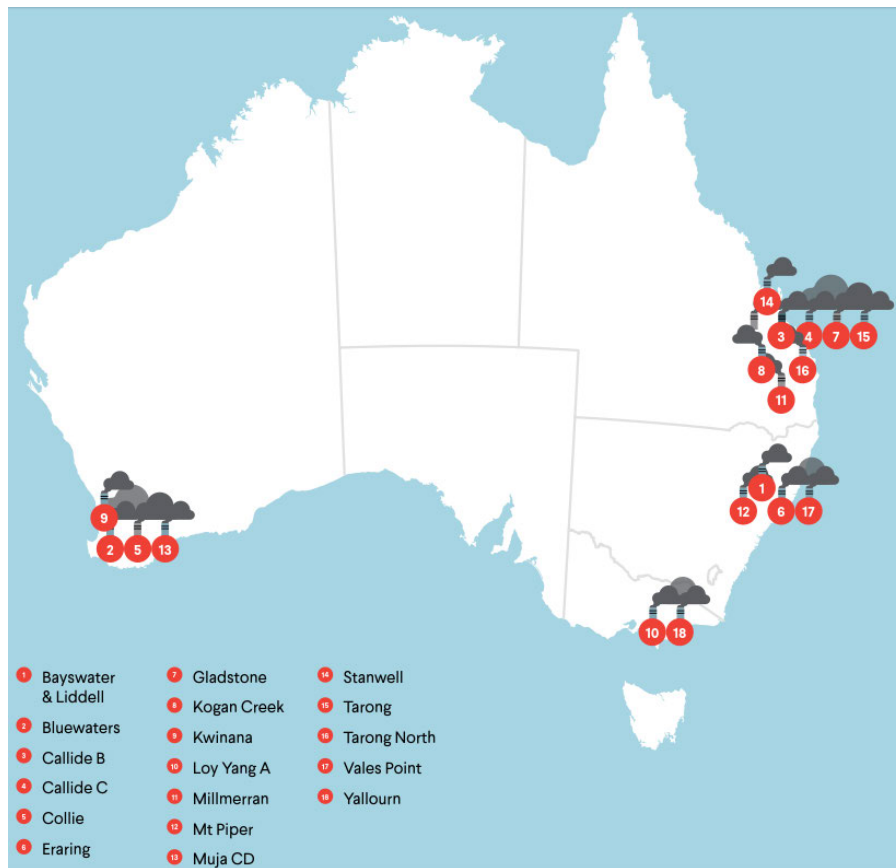 14
3 4 7 15
8 16
11
1
12 6 17
9
2 5 13
10 18
1 Bayswater
& Liddell
2 Bluewaters
3 Callide B
4 Callide C
5 Collie
6 Eraring
7 Gladstone
8 Kogan Creek
9 Kwinana
10 Loy Yang A
11 Millmerran
12 Mt Piper
13 Muja CD
14 Stanwell
15 Tarong
16 Tarong North
17 Vales Point
18 Yallourn